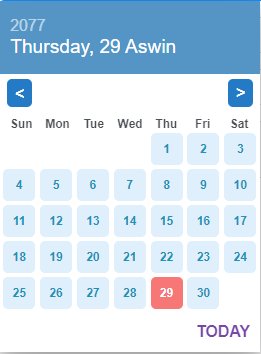 2077
Thursday, 29 Aswin
< >
Sun Mon Tue Wed Thu Fri Sat
1 2 3
4 5 6 7 8 9 10
11 12 13 14 15 16 17
18 19 20 21 22 23 24
25 26 27 28 29 30
TODAY